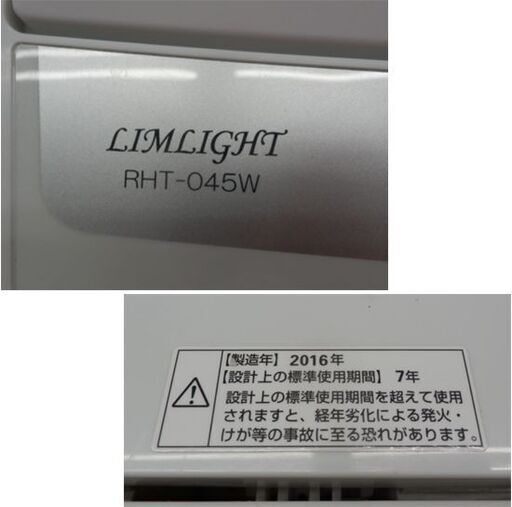 LIMLIGHT
RHT-045W
【製造年】2016年
【設計上の標準使用期間】7年
設計上の標準使用期間を超えて使用
されますと、経年劣化による発火・
けが等の事故に至る恐れがあります。